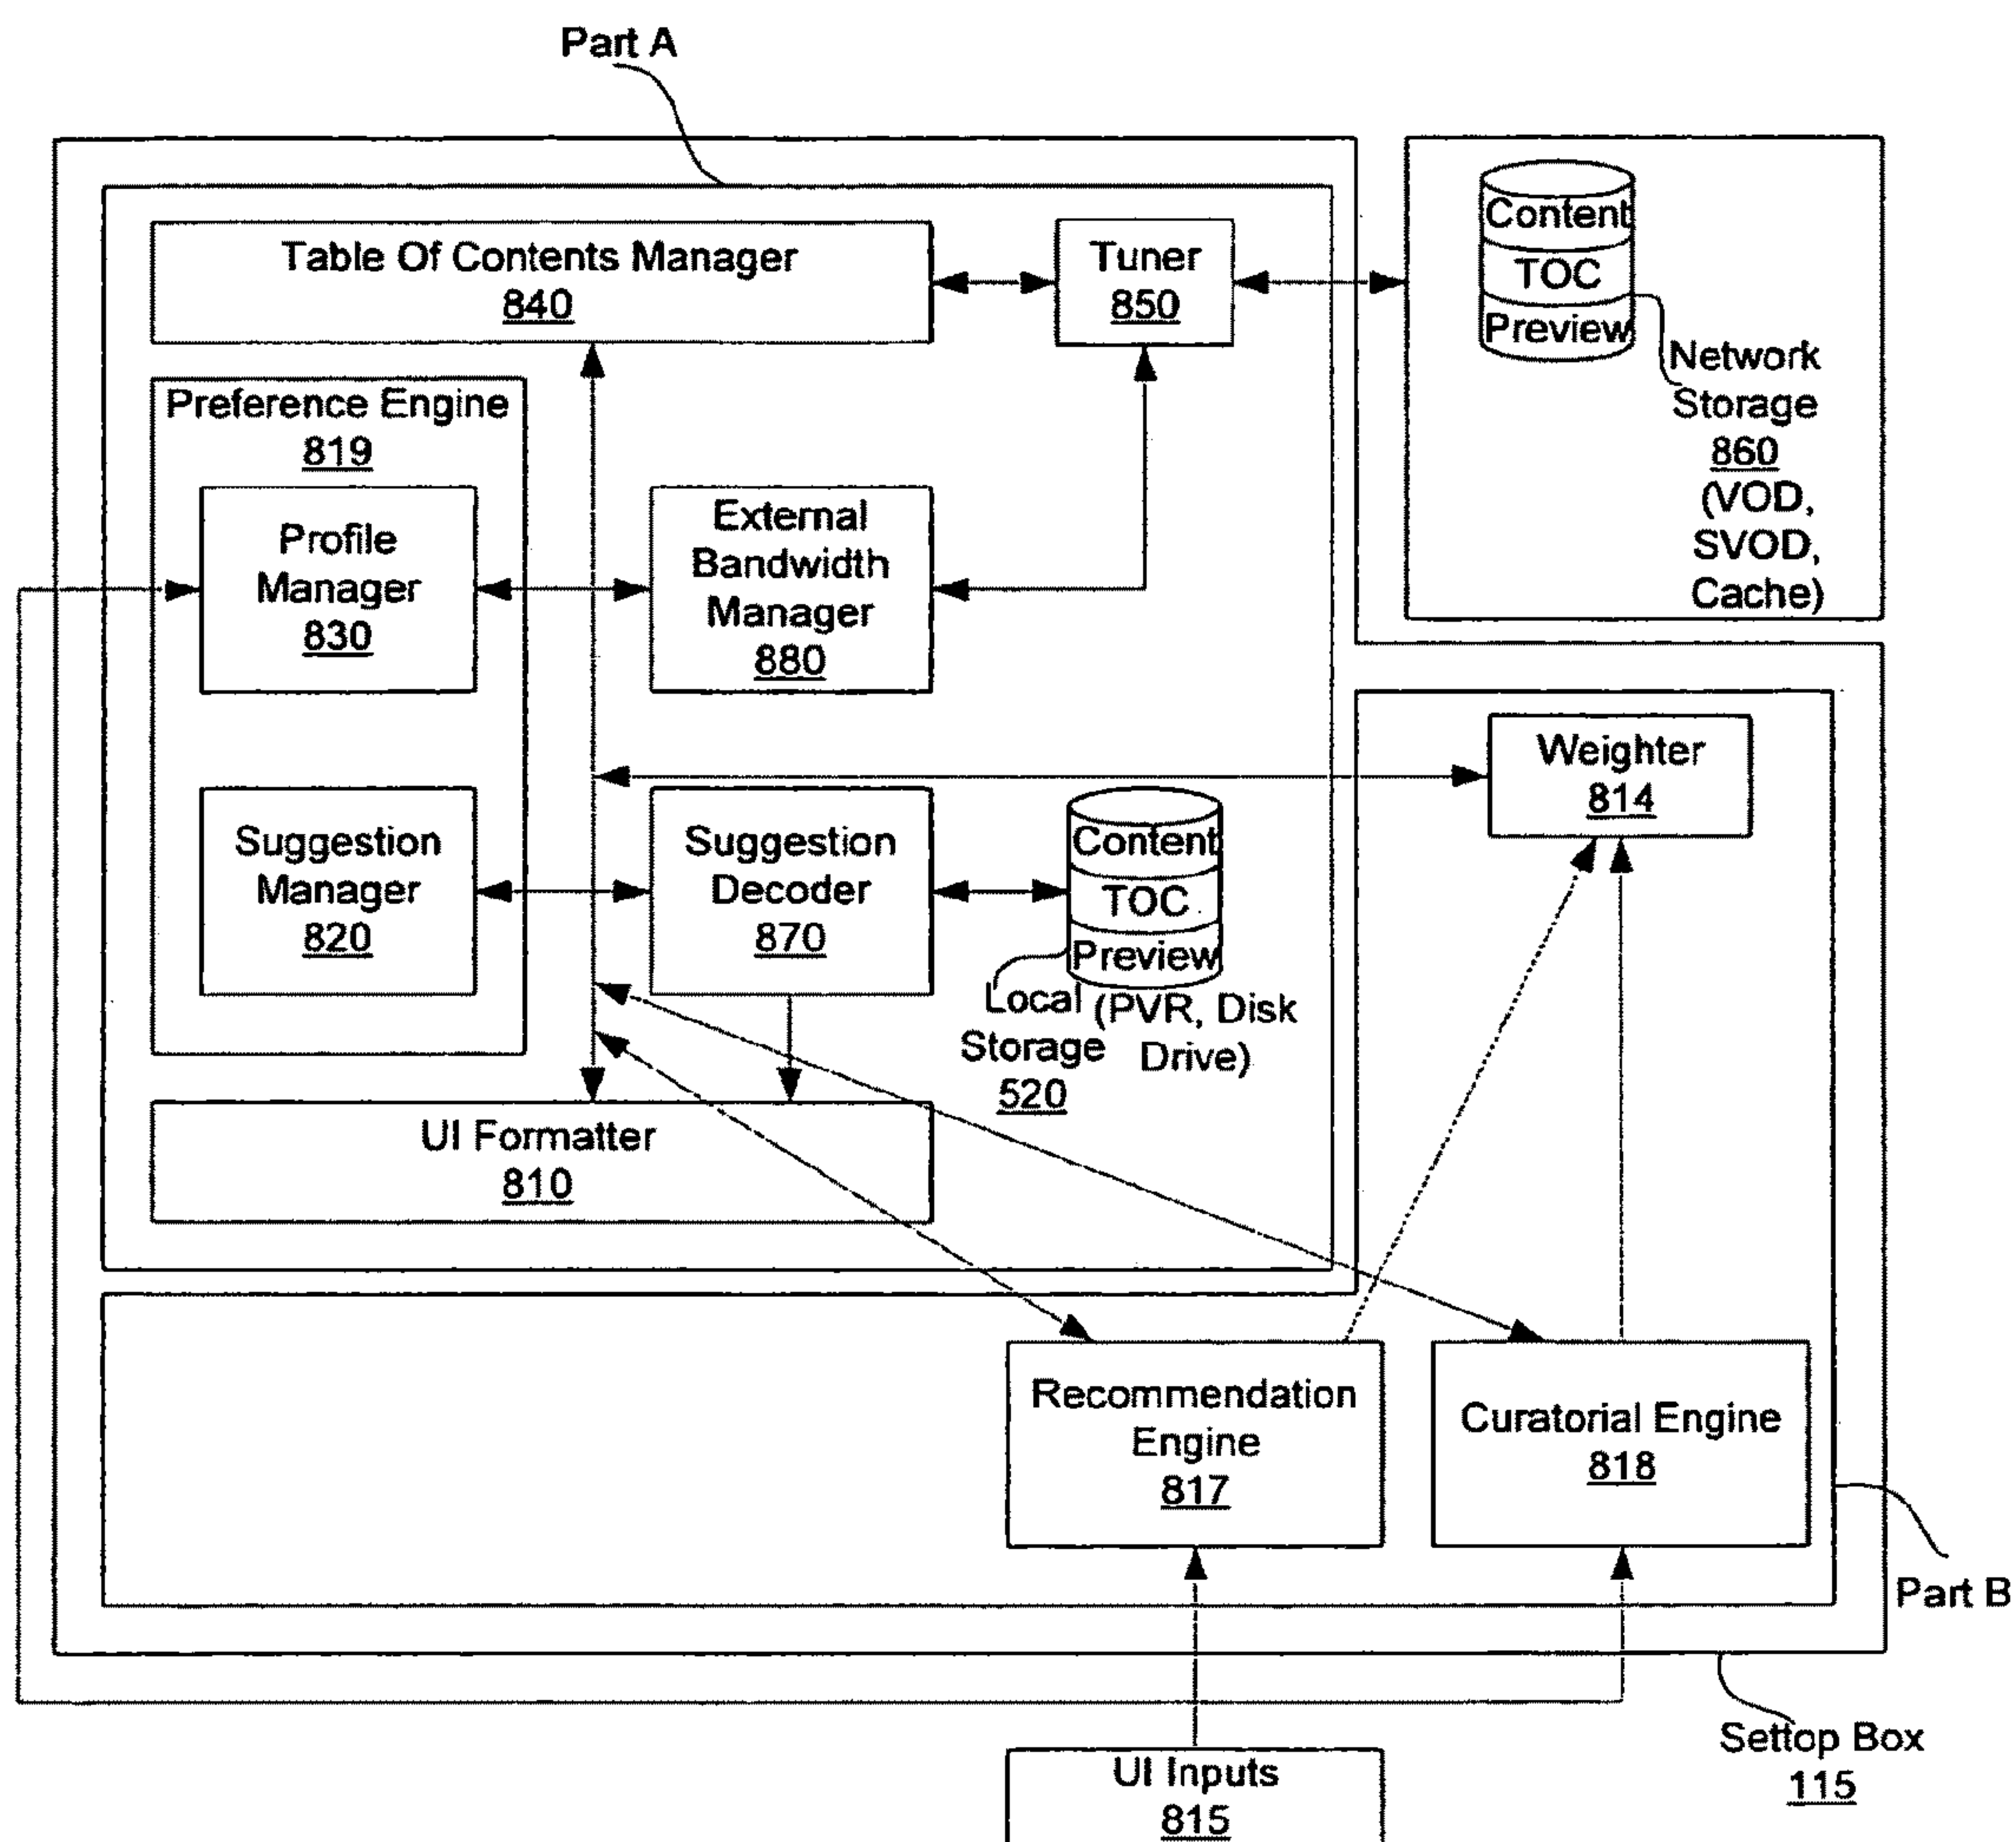 Part A
Table Of Contents Manager
840
Tuner
850
Content
TOC
Preview
Network
Storage
860
(VOD,
SVOD,
Cache)
Preference Engine
819
Profile
Manager
830
External
Bandwidth
Manager
880
Weighter
814
Suggestion
Manager
820
Suggestion
Decoder
870
Content
TOC
Preview
Local
Storage
520
(PVR, Disk
Drive)
UI Formatter
810
Recommendation
Engine
817
Curatorial Engine
818
Part B
Settop Box
115
UI Inputs
815